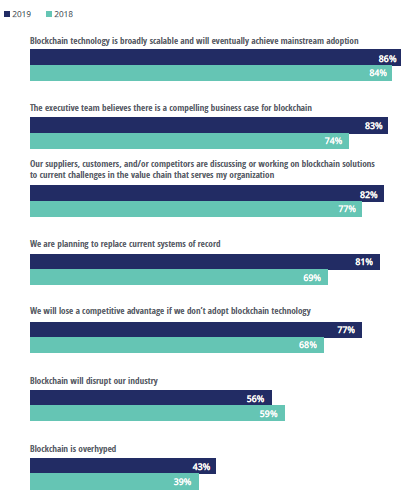 2019 2018
Blockchain technology is broadly scalable and will eventually achieve mainstream adoption
86%
84%
The executive team believes there is a compelling business case for blockchain
83%
74%
Our suppliers, customers, and/or competitors are discussing or working on blockchain solutions
to current challenges in the value chain that serves my organization
82%
77%
We are planning to replace current systems of record
81%
69%
We will lose a competitive advantage if we don't adopt blockchain technology
77%
68%
Blockchain will disrupt our industry
56%
59%
Blockchain is overhyped
43%
39%